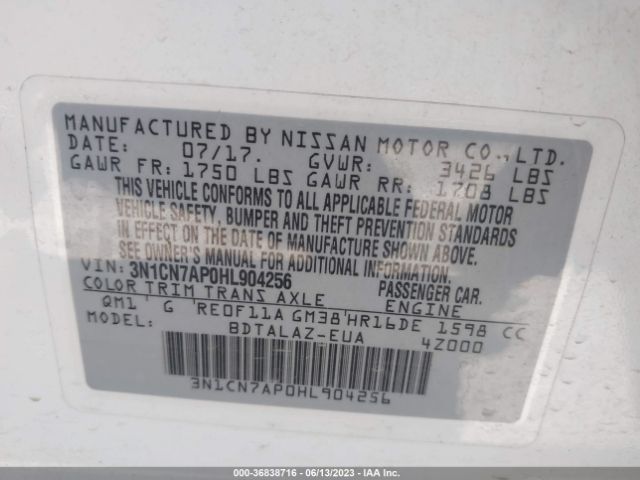 MANUFACTURED BY NISSAN MOTOR CO., LTD.
DATE: 07/17. GVWR: 3426 LBS
GAWR FR: 1750 LBS GAWR RR: 1708 LBS
THIS VEHICLE CONFORMS TO ALL APPLICABLE FEDERAL MOTOR
VEHICLE SAFETY, BUMPER AND THEFT PREVENTION STANDARDS
IN EFFECT ON THE DATE OF MANUFACTURE SHOWN ABOVE.
SEE OWNER'S MANUAL FOR ADDITIONAL INFORMATION.
VIN: 3N1CN7AP0HL904256 PASSENGER CAR.
COLOR TRIM TRANS AXLE ENGINE
QM1 G RE0F11A GM38 HR16DE 1598 CC
MODEL: BDTALAZ-EUA 4Z000
3N1CN7AP0HL904256
000-36838716 - 06/13/2023 - IAA Inc.